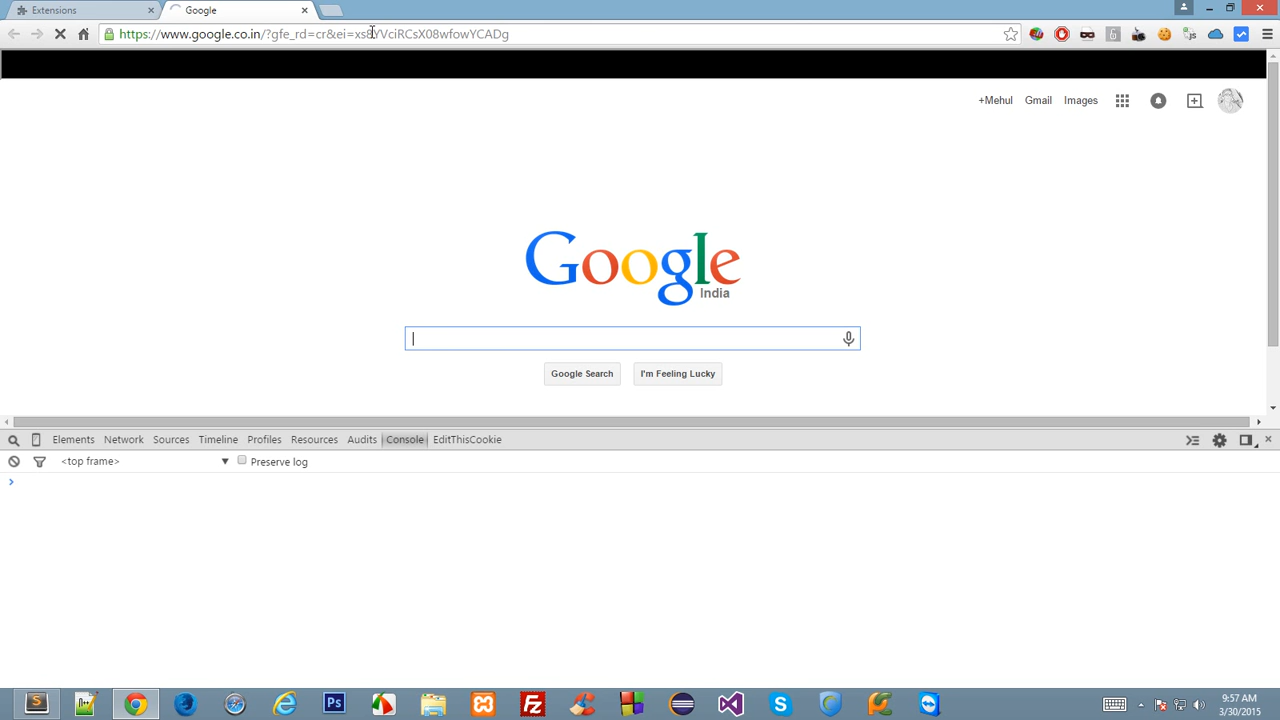 Extensions
Google
https://www.google.co.in/?gfe_rd=cr&ei=xs8YVciRCsX08wfowYCADg
+Mehul Gmail Images
Google
India
Google Search I'm Feeling Lucky
Elements Network Sources Timeline Profiles Resources Audits Console EditThisCookie
<top frame> Preserve log
9:57 AM
3/30/2015